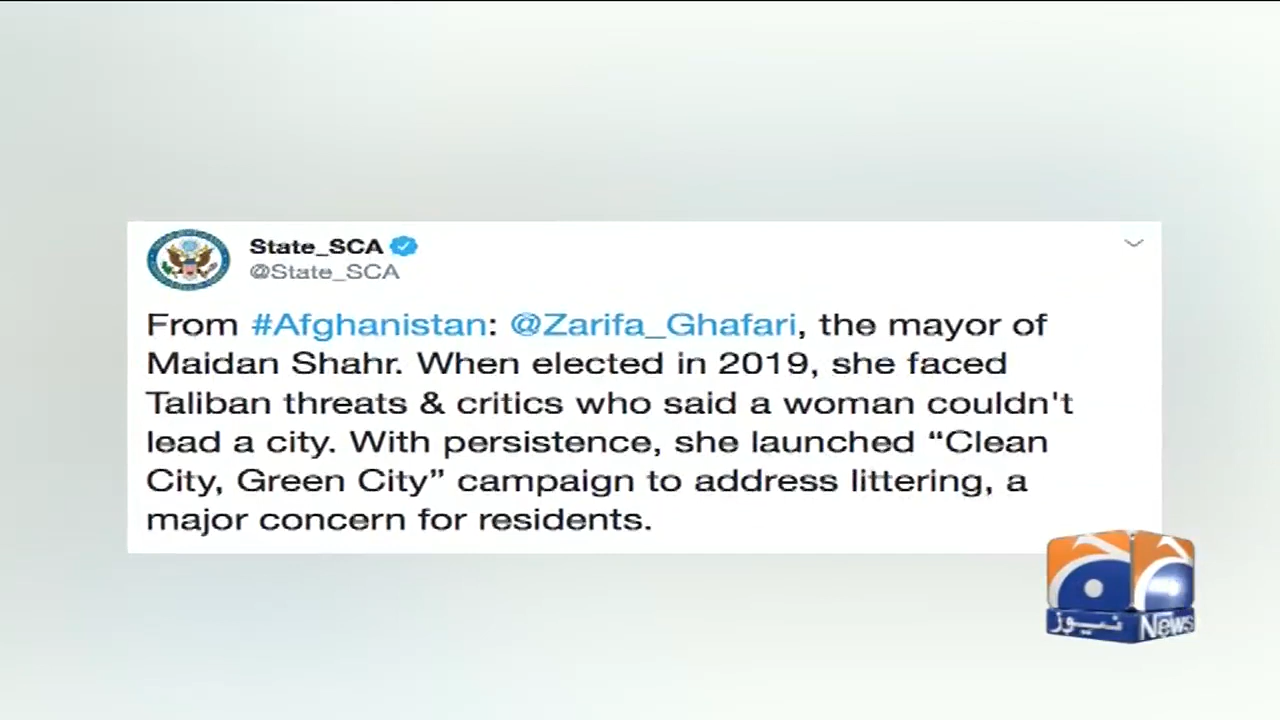 State_SCA
@State_SCA
From #Afghanistan: @Zarifa_Ghafari, the mayor of
Maidan Shahr. When elected in 2019, she faced
Taliban threats & critics who said a woman couldn't
lead a city. With persistence, she launched “Clean
City, Green City” campaign to address littering, a
major concern for residents.
نیوز News